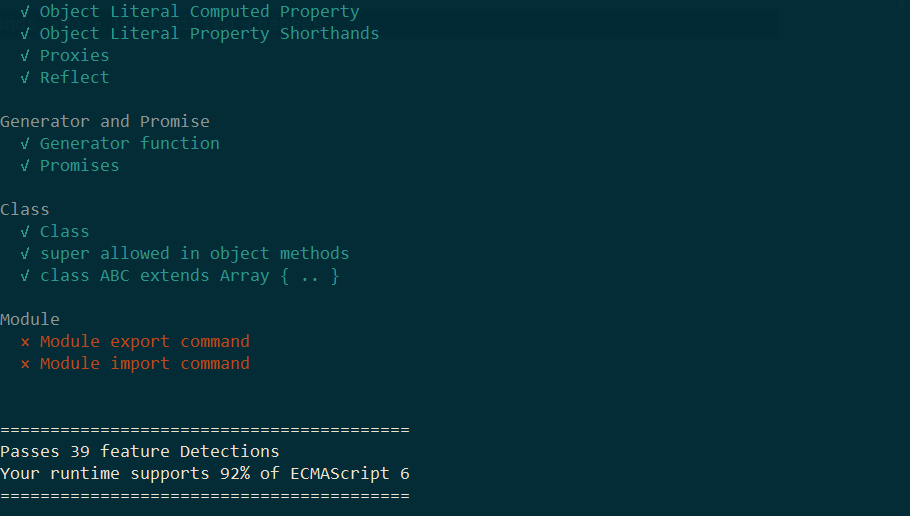 √ Object Literal Computed Property
√ Object Literal Property Shorthands
√ Proxies
√ Reflect
Generator and Promise
√ Generator function
√ Promises
Class
√ Class
√ super allowed in object methods
√ class ABC extends Array { .. }
Module
× Module export command
× Module import command
=========================================
Passes 39 feature Detections
Your runtime supports 92% of ECMAScript 6
=========================================